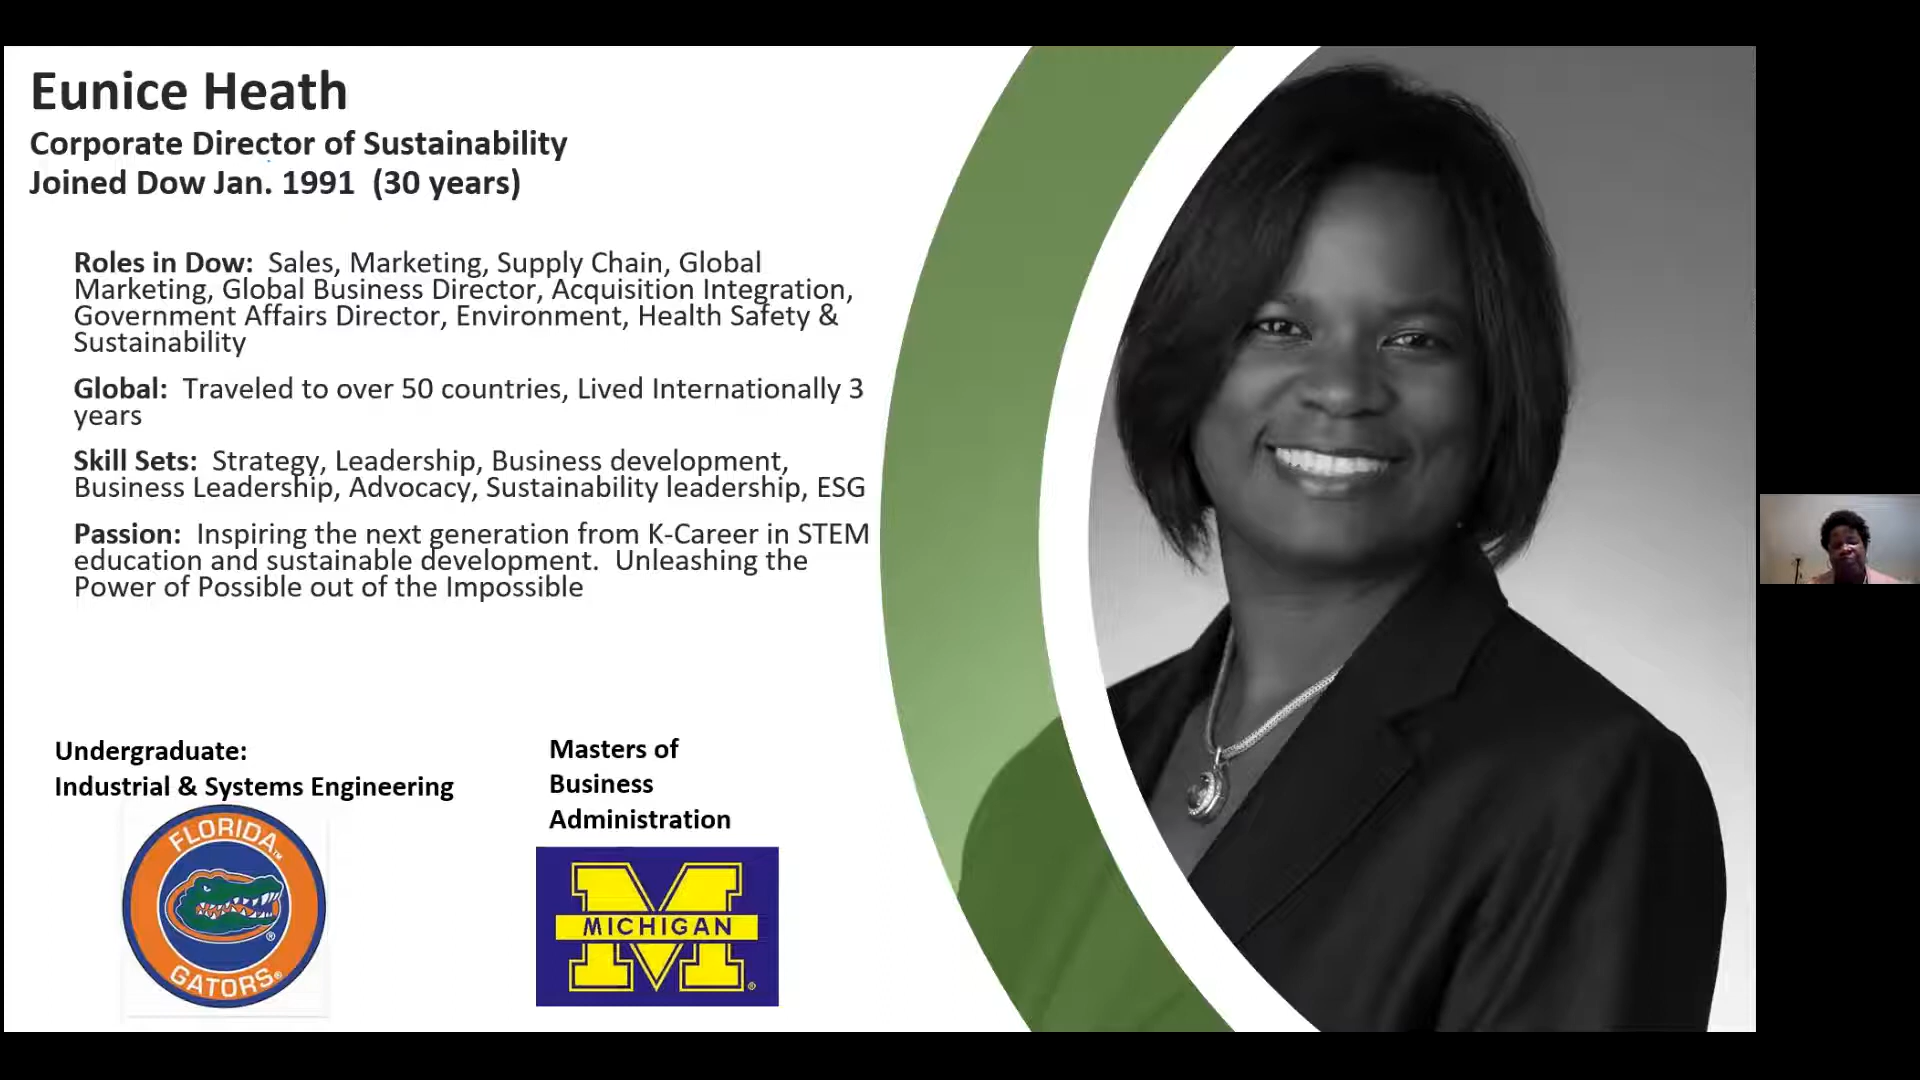 Eunice Heath
Corporate Director of Sustainability
Joined Dow Jan. 1991 (30 years)
Roles in Dow: Sales, Marketing, Supply Chain, Global
Marketing, Global Business Director, Acquisition Integration,
Government Affairs Director, Environment, Health Safety &
Sustainability
Global: Traveled to over 50 countries, Lived Internationally 3
years
Skill Sets: Strategy, Leadership, Business development,
Business Leadership, Advocacy, Sustainability leadership, ESG
Passion: Inspiring the next generation from K-Career in STEM
education and sustainable development. Unleashing the
Power of Possible out of the Impossible
Undergraduate:
Industrial & Systems Engineering
FLORIDA™
GATORS®
®
Masters of
Business
Administration
MICHIGAN
M®